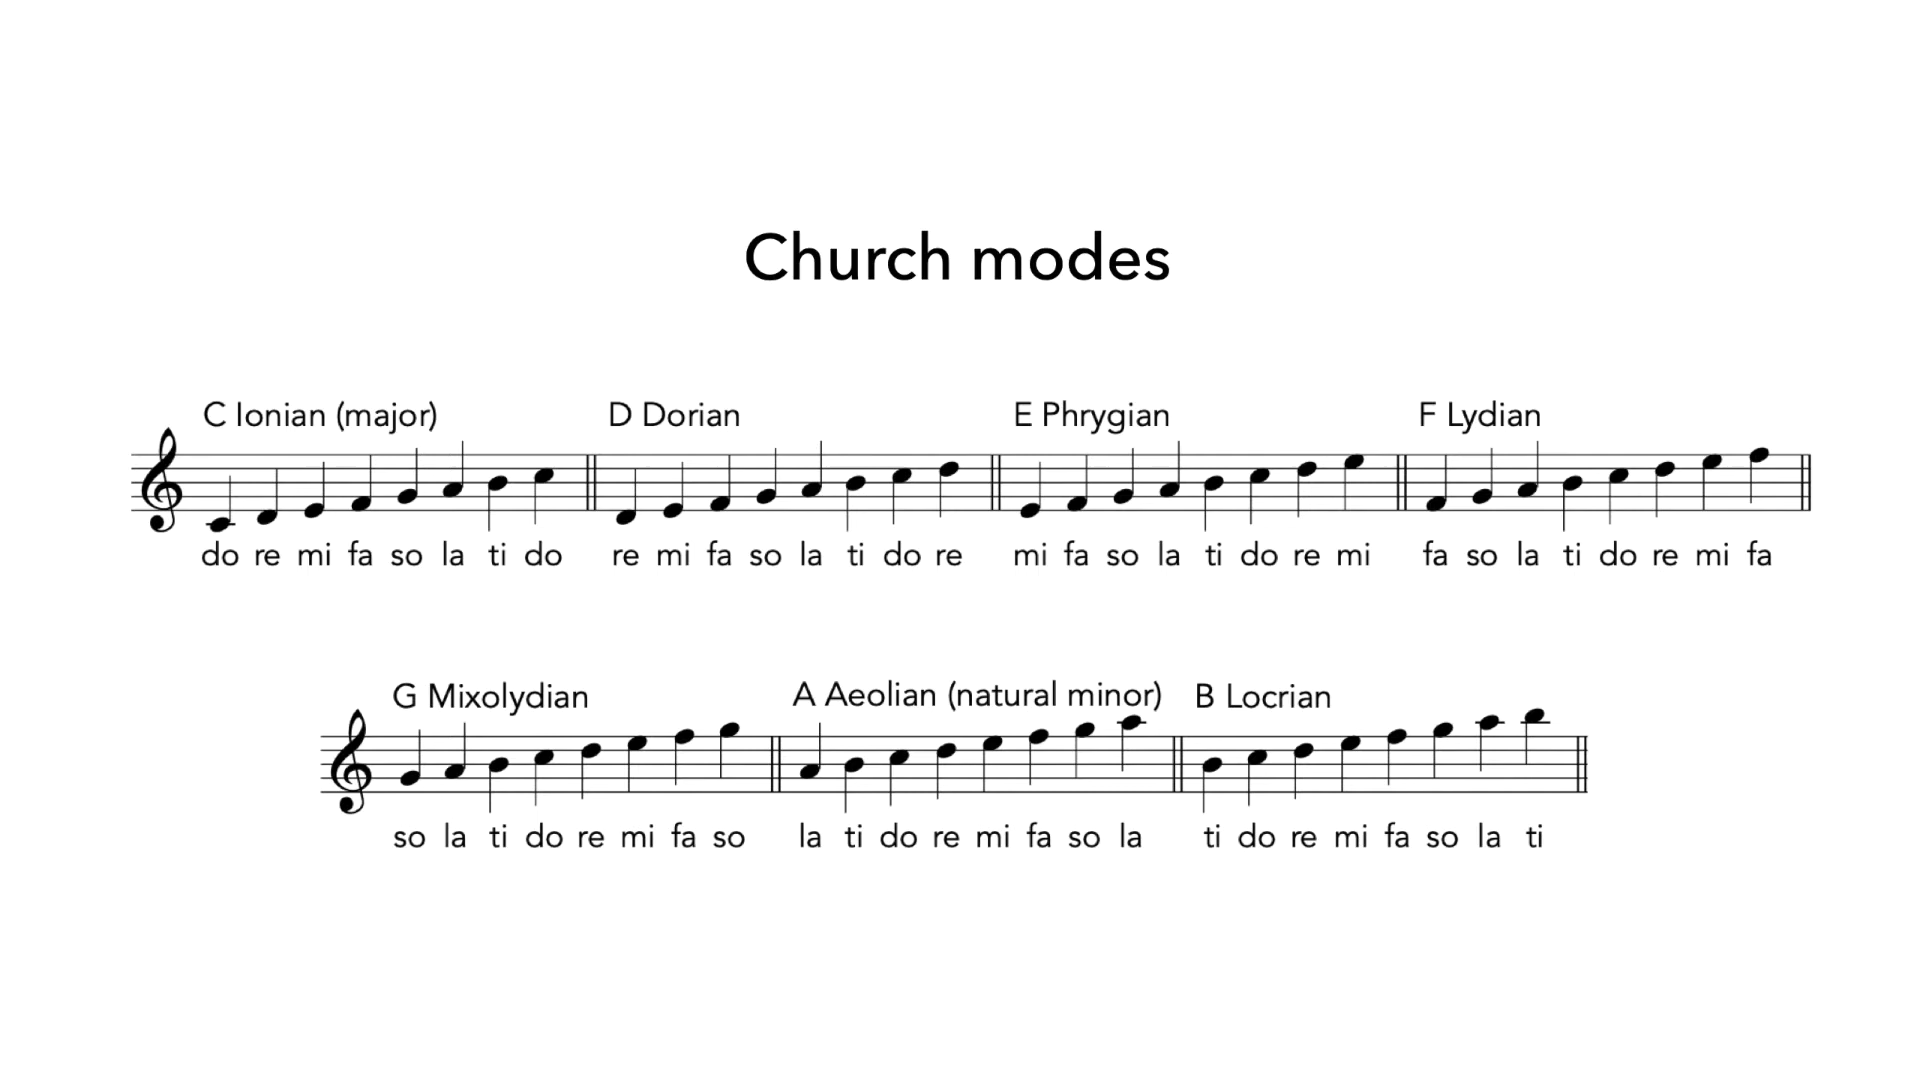 Church modes
C Ionian (major) D Dorian E Phrygian F Lydian
do re mi fa so la ti do re mi fa so la ti do re mi fa so la ti do re mi fa so la ti do re mi fa
G Mixolydian A Aeolian (natural minor) B Locrian
so la ti do re mi fa so la ti do re mi fa so la ti do re mi fa so la ti